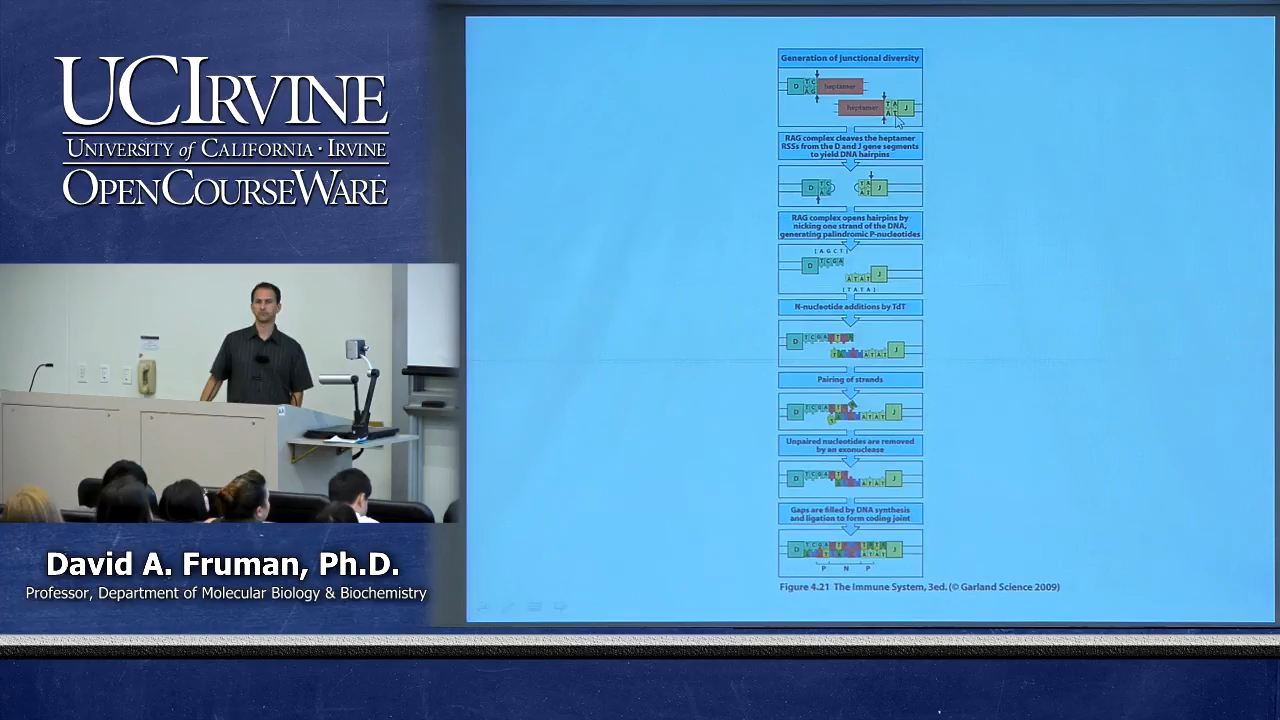 UCIRVINE
UNIVERSITY of CALIFORNIA · IRVINE
OPENCOURSEWARE
David A. Fruman, Ph.D.
Professor, Department of Molecular Biology & Biochemistry
Generation of junctional diversity
D T C heptamer
A G
heptamer T A J
A T
RAG complex cleaves the heptamer
RSSs from the D and J gene segments
to yield DNA hairpins
D T C T A J
A G A T
RAG complex opens hairpins by
nicking one strand of the DNA,
generating palindromic P-nucleotides
[ A G C T ]
D T C G A
A T A T J
[ T A T A ]
N-nucleotide additions by TdT
D T C G A
A T A T J
Pairing of strands
D T C G A
A T A T J
Unpaired nucleotides are removed
by an exonuclease
D T C G A
A T A T J
Gaps are filled by DNA synthesis
and ligation to form coding joint
D T C G A T A T A J
A T A T
P N P
Figure 4.21 The Immune System, 3ed. (© Garland Science 2009)